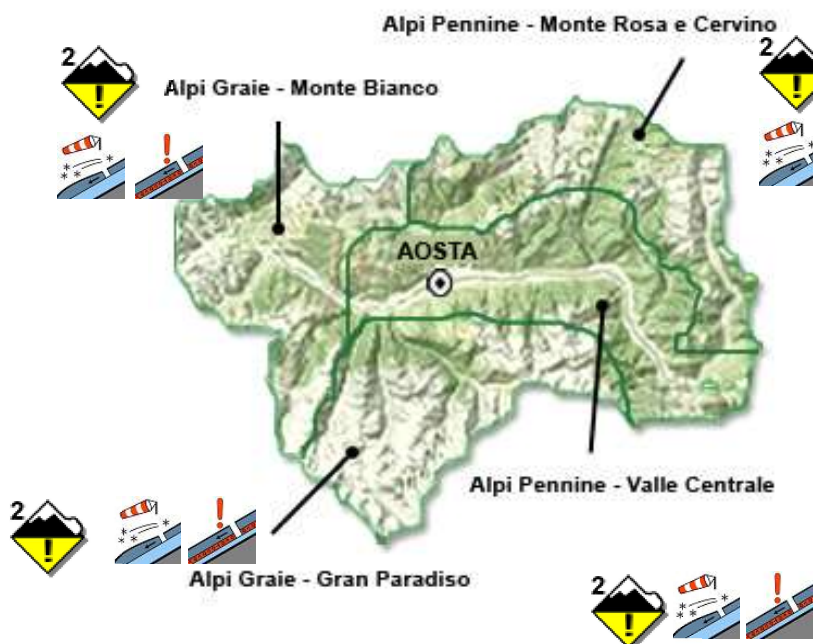 Alpi Pennine - Monte Rosa e Cervino
2
2
Alpi Graie - Monte Bianco
AOSTA
Alpi Pennine - Valle Centrale
2
Alpi Graie - Gran Paradiso
2